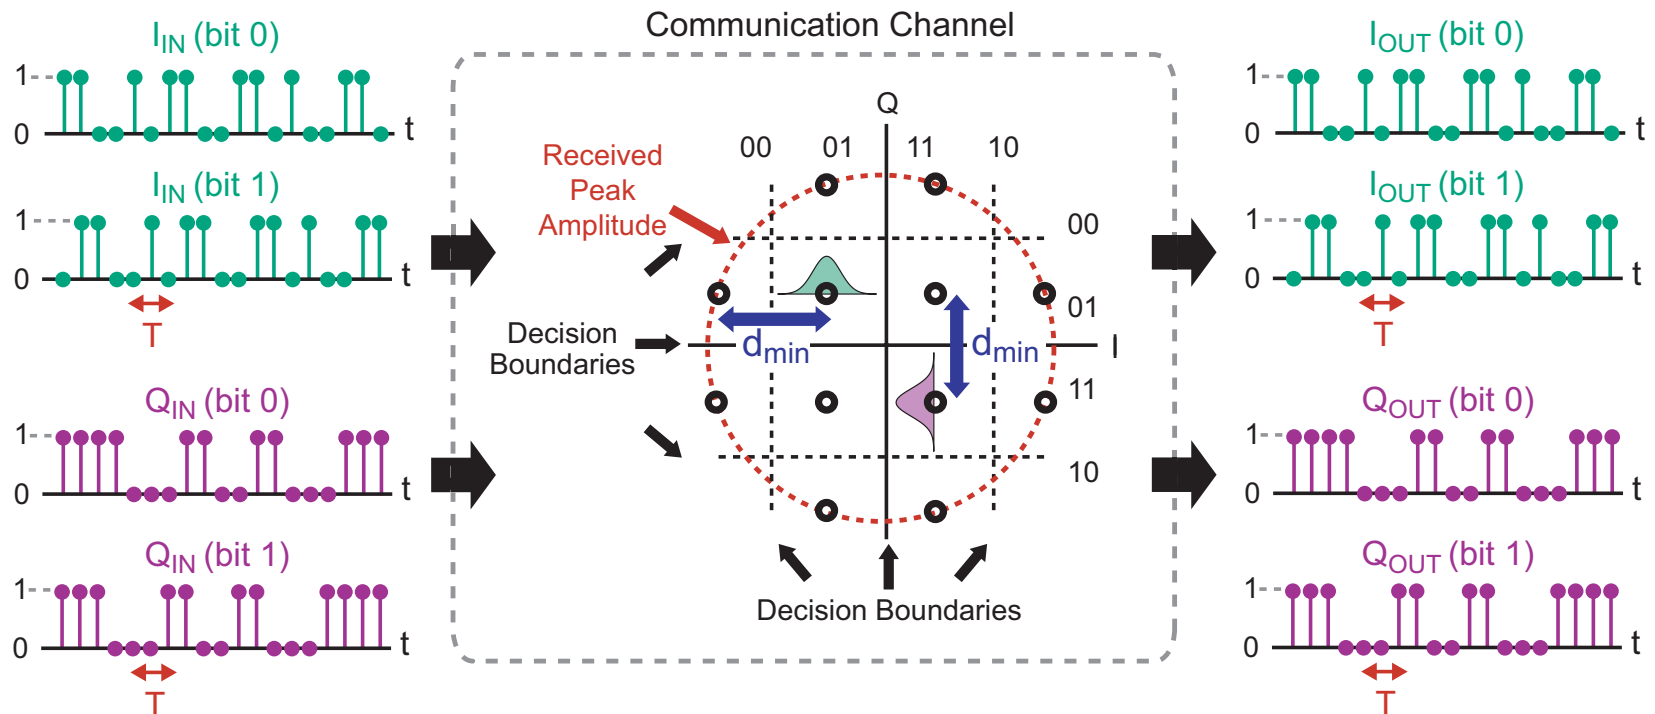 Communication Channel
I_IN (bit 0)
1
0
t
I_IN (bit 1)
1
0
t
T
Q_IN (bit 0)
1
0
t
Q_IN (bit 1)
1
0
t
T
Q
00 01 11 10
Received
Peak
Amplitude
00
01
11
10
Decision
Boundaries
d_min
d_min
I
Decision Boundaries
I_OUT (bit 0)
1
0
t
I_OUT (bit 1)
1
0
t
T
Q_OUT (bit 0)
1
0
t
Q_OUT (bit 1)
1
0
t
T